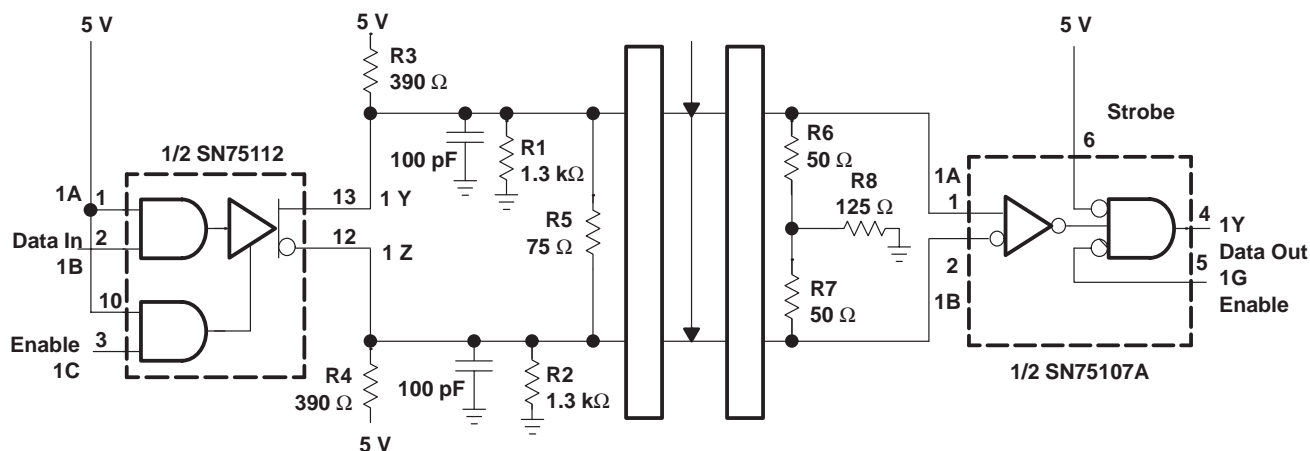 5 V
1/2 SN75112
1A
1
Data In
2
1B
10
Enable
3
1C
13
1 Y
12
1 Z
5 V
R3
390 Ω
100 pF
R1
1.3 kΩ
R5
75 Ω
R4
390 Ω
5 V
100 pF
R2
1.3 kΩ
R6
50 Ω
R8
125 Ω
R7
50 Ω
5 V
Strobe
6
1A
1
2
1B
4
1Y
Data Out
5
1G
Enable
1/2 SN75107A